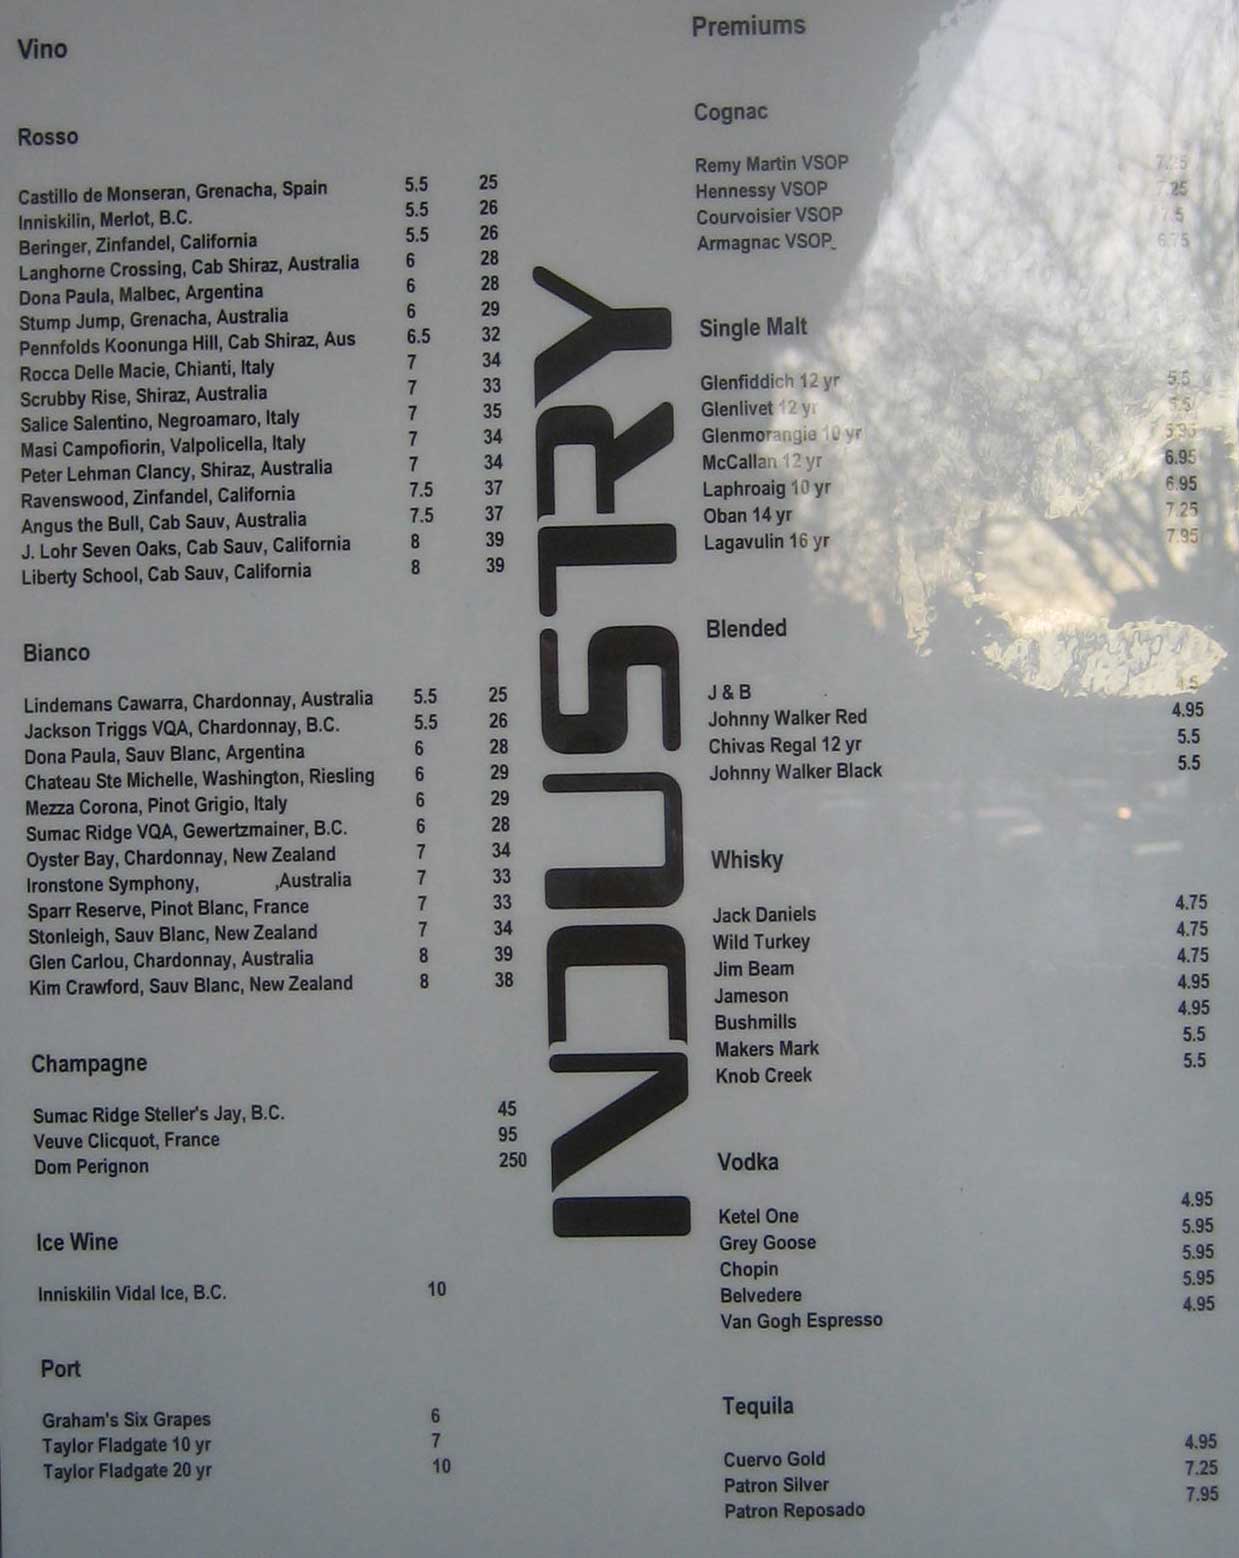 Vino
Rosso
Castillo de Monseran, Grenacha, Spain 5.5 25
Inniskilin, Merlot, B.C. 5.5 26
Beringer, Zinfandel, California 5.5 26
Langhorne Crossing, Cab Shiraz, Australia 6 28
Dona Paula, Malbec, Argentina 6 28
Stump Jump, Grenacha, Australia 6 29
Pennfolds Koonunga Hill, Cab Shiraz, Aus 6.5 32
Rocca Delle Macie, Chianti, Italy 7 34
Scrubby Rise, Shiraz, Australia 7 33
Salice Salentino, Negroamaro, Italy 7 35
Masi Campofiorin, Valpolicella, Italy 7 34
Peter Lehman Clancy, Shiraz, Australia 7 34
Ravenswood, Zinfandel, California 7.5 37
Angus the Bull, Cab Sauv, Australia 7.5 37
J. Lohr Seven Oaks, Cab Sauv, California 8 39
Liberty School, Cab Sauv, California 8 39
Bianco
Lindemans Cawarra, Chardonnay, Australia 5.5 25
Jackson Triggs VQA, Chardonnay, B.C. 5.5 26
Dona Paula, Sauv Blanc, Argentina 6 28
Chateau Ste Michelle, Washington, Riesling 6 29
Mezza Corona, Pinot Grigio, Italy 6 29
Sumac Ridge VQA, Gewertzmainer, B.C. 6 28
Oyster Bay, Chardonnay, New Zealand 7 34
Ironstone Symphony, ,Australia 7 33
Sparr Reserve, Pinot Blanc, France 7 33
Stonleigh, Sauv Blanc, New Zealand 7 34
Glen Carlou, Chardonnay, Australia 8 39
Kim Crawford, Sauv Blanc, New Zealand 8 38
Champagne
Sumac Ridge Steller's Jay, B.C. 45
Veuve Clicquot, France 95
Dom Perignon 250
Ice Wine
Inniskilin Vidal Ice, B.C. 10
Port
Graham's Six Grapes 6
Taylor Fladgate 10 yr 7
Taylor Fladgate 20 yr 10
INDUSTRY
Premiums
Cognac
Remy Martin VSOP 7.25
Hennessy VSOP 7.25
Courvoisier VSOP 7.5
Armagnac VSOP 6.75
Single Malt
Glenfiddich 12 yr 5.5
Glenlivet 12 yr 5.5
Glenmorangie 10 yr 5.95
McCallan 12 yr 6.95
Laphroaig 10 yr 6.95
Oban 14 yr 7.25
Lagavulin 16 yr 7.95
Blended
J & B 4.5
Johnny Walker Red 4.95
Chivas Regal 12 yr 5.5
Johnny Walker Black 5.5
Whisky
Jack Daniels 4.75
Wild Turkey 4.75
Jim Beam 4.75
Jameson 4.95
Bushmills 4.95
Makers Mark 5.5
Knob Creek 5.5
Vodka
Ketel One 4.95
Grey Goose 5.95
Chopin 5.95
Belvedere 5.95
Van Gogh Espresso 4.95
Tequila
Cuervo Gold 4.95
Patron Silver 7.25
Patron Reposado 7.95